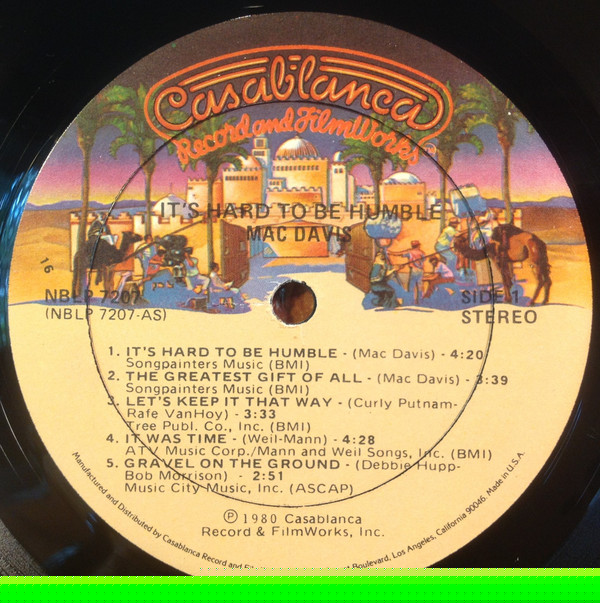 Casablanca
Record and FilmWorks
IT'S HARD TO BE HUMBLE
MAC DAVIS
16
NBLP 7207
(NBLP 7207-AS)
SIDE 1
STEREO
1. IT'S HARD TO BE HUMBLE - (Mac Davis) - 4:20
Songpainters Music (BMI)
2. THE GREATEST GIFT OF ALL - (Mac Davis) - 3:39
Songpainters Music (BMI)
3. LET'S KEEP IT THAT WAY - (Curly Putnam-
Rafe VanHoy) - 3:33
Tree Publ. Co., Inc. (BMI)
4. IT WAS TIME - (Weil-Mann) - 4:28
ATV Music Corp./Mann and Weil Songs, Inc. (BMI)
5. GRAVEL ON THE GROUND - (Debbie Hupp-
Bob Morrison) - 2:51
Music City Music, Inc. (ASCAP)
℗ 1980 Casablanca
Record & FilmWorks, Inc.
Manufactured and Distributed by Casablanca Record and Boulevard, Los Angeles, California 90046. Made in U.S.A.